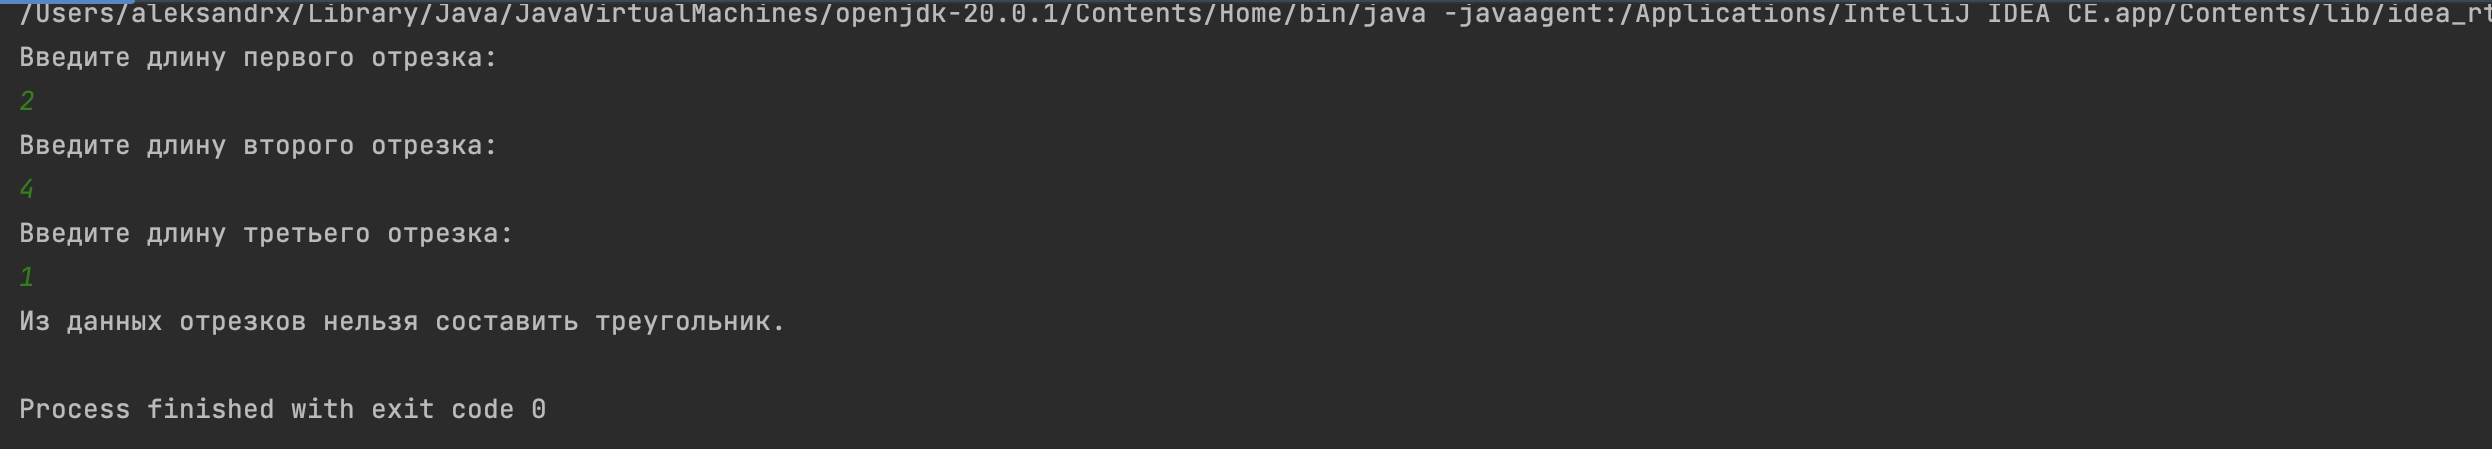 /Users/aleksandrx/Library/Java/JavaVirtualMachines/openjdk-20.0.1/Contents/Home/bin/java -javaagent:/Applications/IntelliJ IDEA CE.app/Contents/lib/idea_rt
Введите длину первого отрезка:
2
Введите длину второго отрезка:
4
Введите длину третьего отрезка:
1
Из данных отрезков нельзя составить треугольник.
Process finished with exit code 0